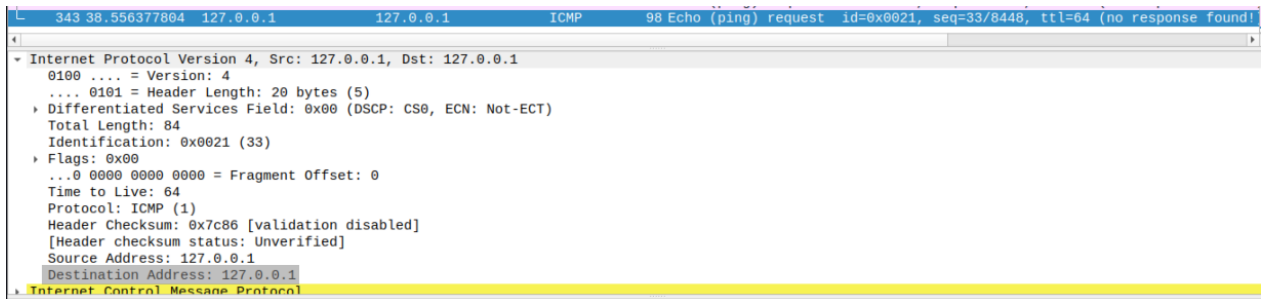 343 38.556377804 127.0.0.1 127.0.0.1 ICMP 98 Echo (ping) request id=0x0021, seq=33/8448, ttl=64 (no response found!)
Internet Protocol Version 4, Src: 127.0.0.1, Dst: 127.0.0.1
0100 .... = Version: 4
.... 0101 = Header Length: 20 bytes (5)
Differentiated Services Field: 0x00 (DSCP: CS0, ECN: Not-ECT)
Total Length: 84
Identification: 0x0021 (33)
Flags: 0x00
...0 0000 0000 0000 = Fragment Offset: 0
Time to Live: 64
Protocol: ICMP (1)
Header Checksum: 0x7c86 [validation disabled]
[Header checksum status: Unverified]
Source Address: 127.0.0.1
Destination Address: 127.0.0.1
Internet Control Message Protocol